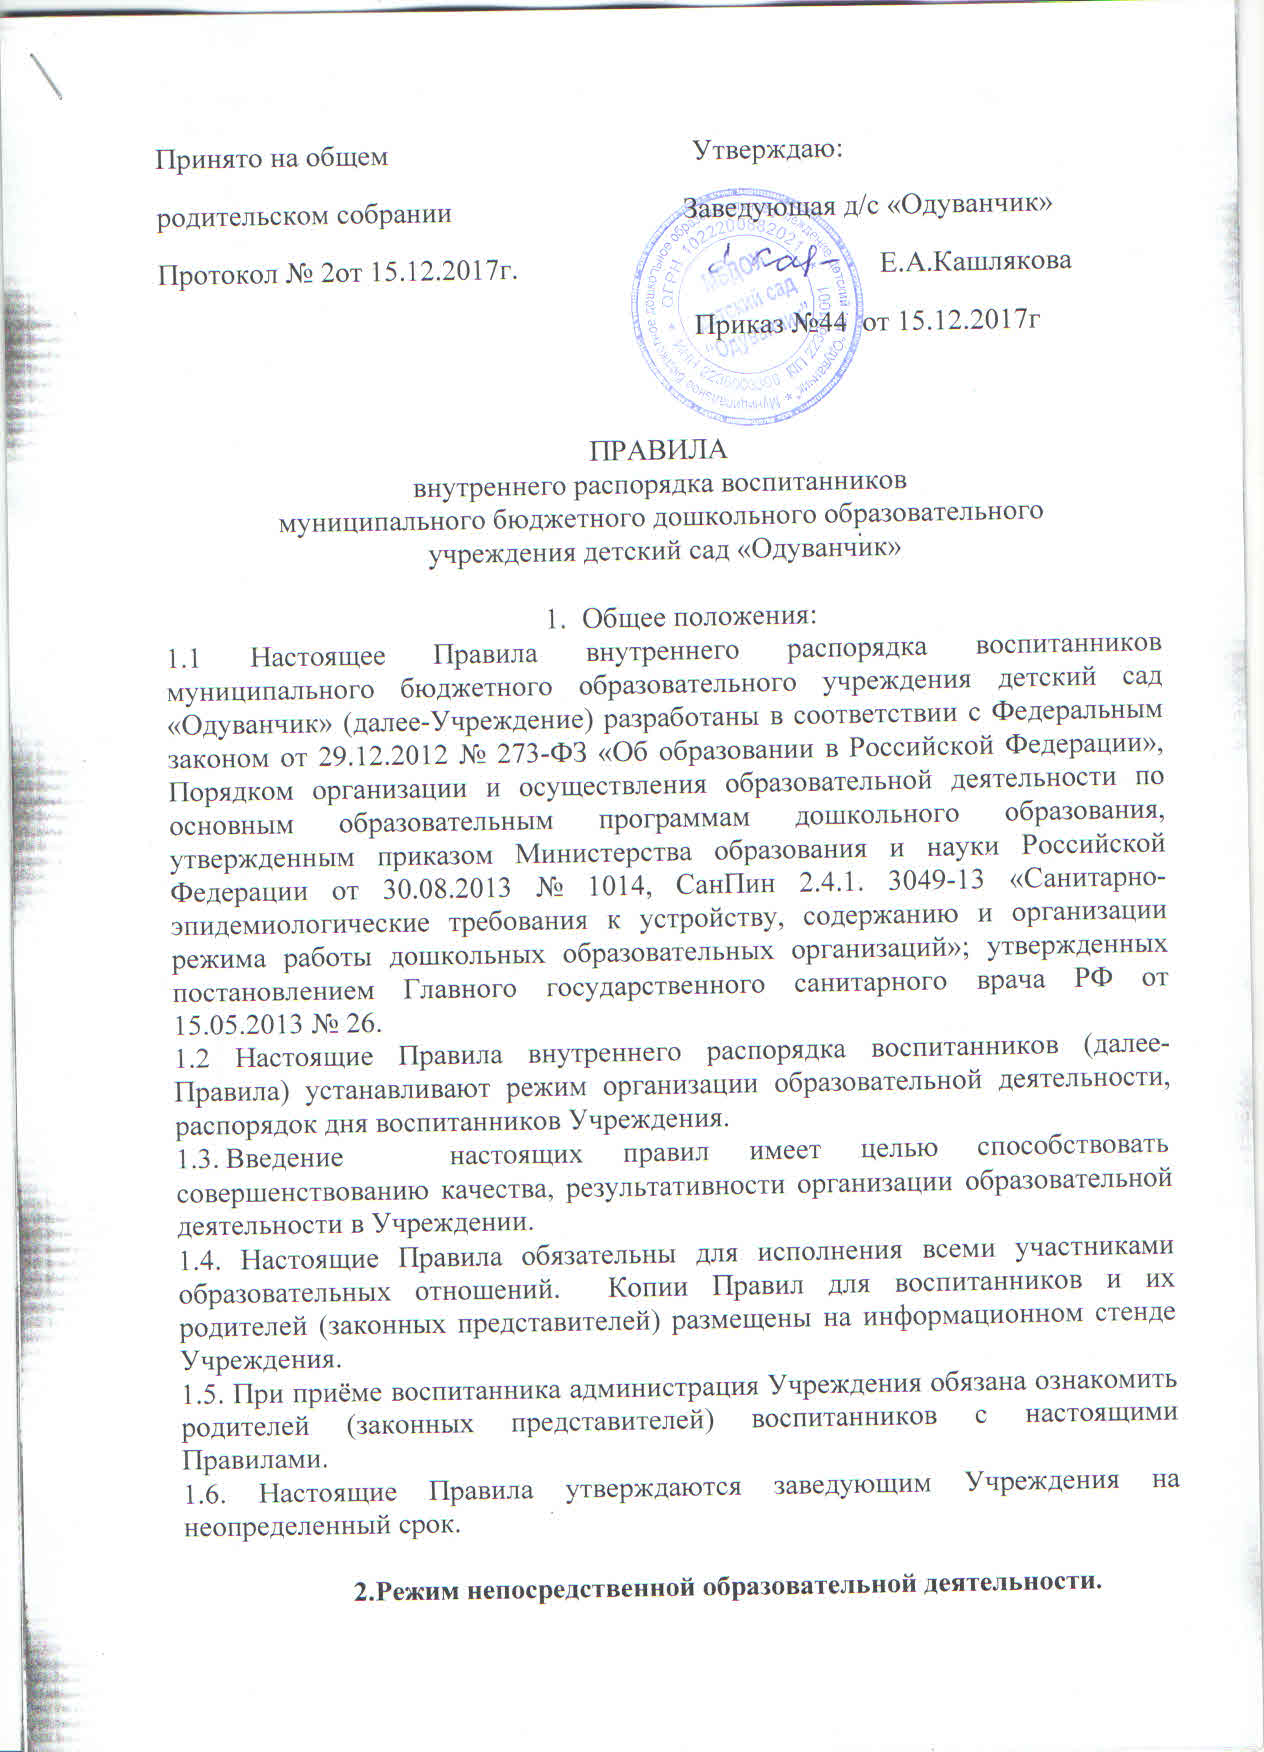 Принято на общем
Утверждаю:
родительском собрании
Заведующая д/с «Одуванчик»
Протокол № 2от 15.12.2017г.
Е.А.Кашлякова
Приказ №44 от 15.12.2017г
ОГРН 1022200882021
детский сад
"Одуванчик"
ПРАВИЛА
внутреннего распорядка воспитанников
муниципального бюджетного дошкольного образовательного
учреждения детский сад «Одуванчик»
1. Общее положения:
1.1 Настоящее Правила внутреннего распорядка воспитанников
муниципального бюджетного образовательного учреждения детский сад
«Одуванчик» (далее-Учреждение) разработаны в соответствии с Федеральным
законом от 29.12.2012 № 273-ФЗ «Об образовании в Российской Федерации»,
Порядком организации и осуществления образовательной деятельности по
основным образовательным программам дошкольного образования,
утвержденным приказом Министерства образования и науки Российской
Федерации от 30.08.2013 № 1014, СанПин 2.4.1. 3049-13 «Санитарно-
эпидемиологические требования к устройству, содержанию и организации
режима работы дошкольных образовательных организаций»; утвержденных
постановлением Главного государственного санитарного врача РФ от
15.05.2013 № 26.
1.2 Настоящие Правила внутреннего распорядка воспитанников (далее-
Правила) устанавливают режим организации образовательной деятельности,
распорядок дня воспитанников Учреждения.
1.3. Введение настоящих правил имеет целью способствовать
совершенствованию качества, результативности организации образовательной
деятельности в Учреждении.
1.4. Настоящие Правила обязательны для исполнения всеми участниками
образовательных отношений. Копии Правил для воспитанников и их
родителей (законных представителей) размещены на информационном стенде
Учреждения.
1.5. При приёме воспитанника администрация Учреждения обязана ознакомить
родителей (законных представителей) воспитанников с настоящими
Правилами.
1.6. Настоящие Правила утверждаются заведующим Учреждения на
неопределенный срок.
2.Режим непосредственной образовательной деятельности.